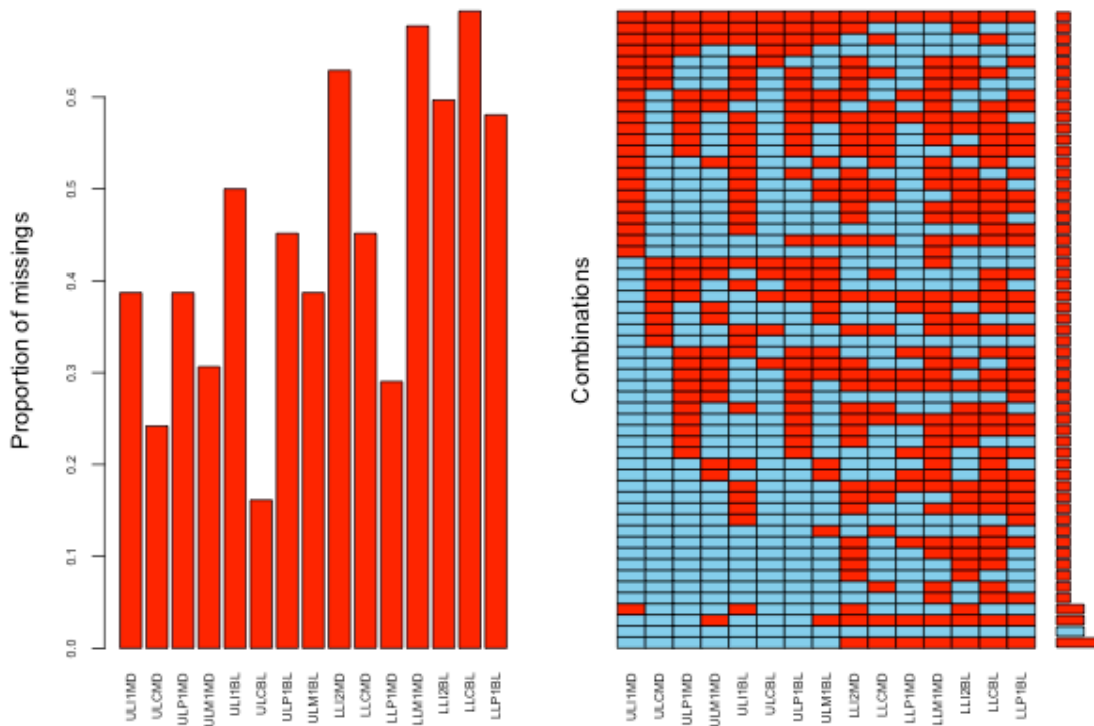 Proportion of missings
0.6
0.5
0.4
0.3
0.2
0.1
0.0
ULI1MD
ULCMD
ULP1MD
ULM1MD
ULI1BL
ULCBL
ULP1BL
ULM1BL
LLI2MD
LLCMD
LLP1MD
LLM1MD
LLI2BL
LLCBL
LLP1BL
Combinations
ULI1MD
ULCMD
ULP1MD
ULM1MD
ULI1BL
ULCBL
ULP1BL
ULM1BL
LLI2MD
LLCMD
LLP1MD
LLM1MD
LLI2BL
LLCBL
LLP1BL